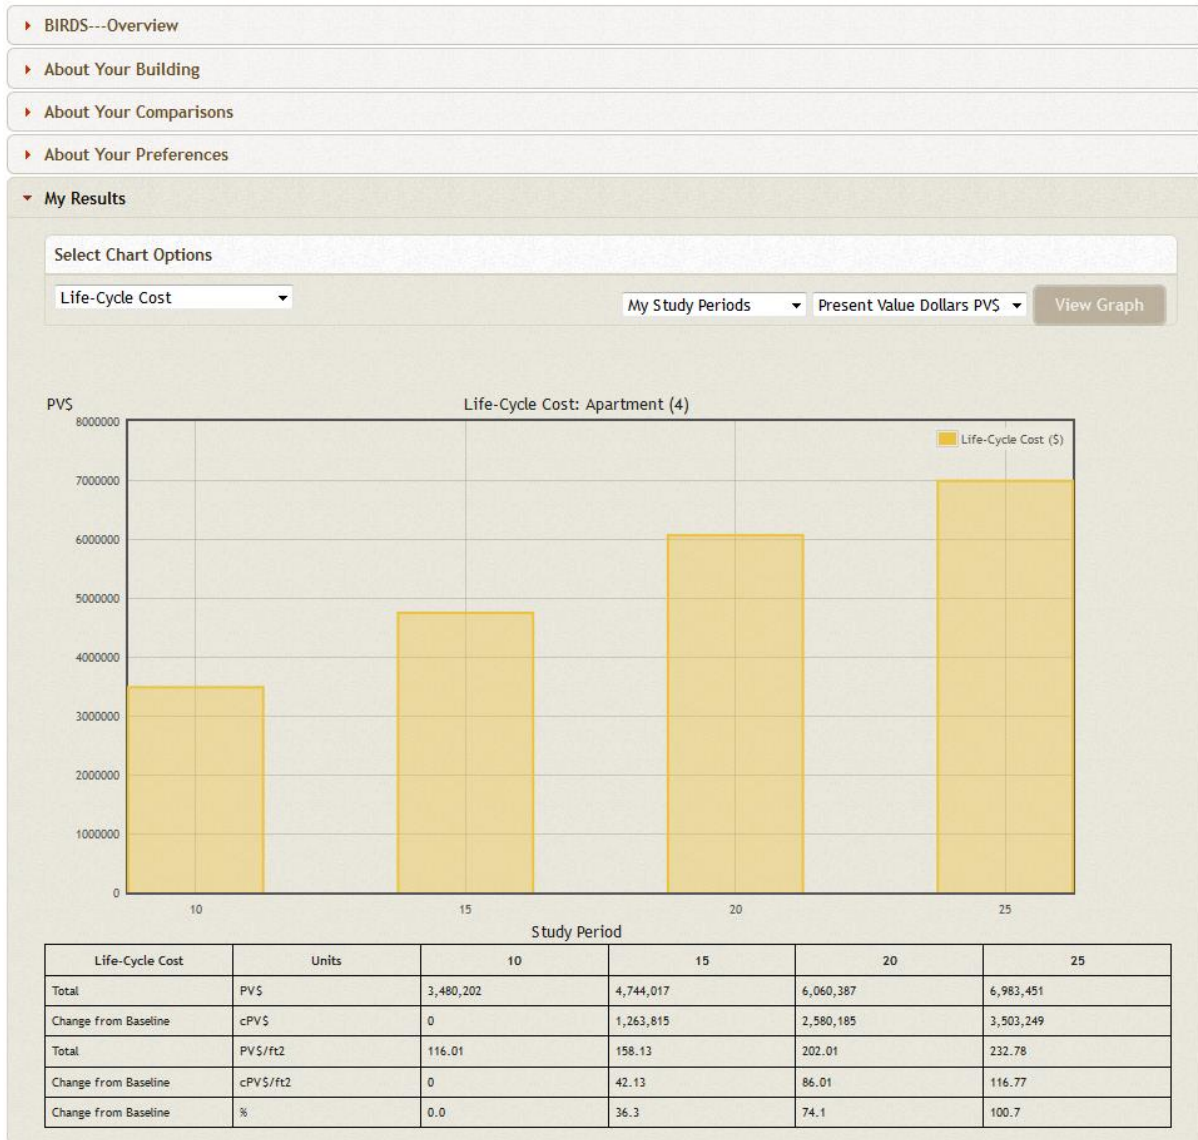 BIRDS---Overview
About Your Building
About Your Comparisons
About Your Preferences
My Results
Select Chart Options
Life-Cycle Cost My Study Periods Present Value Dollars PV$ View Graph
PV$ Life-Cycle Cost: Apartment (4)
8000000
Life-Cycle Cost ($)
7000000
6000000
5000000
4000000
3000000
2000000
1000000
0
10 15 20 25
Study Period
Life-Cycle Cost Units 10 15 20 25
Total PV$ 3,480,202 4,744,017 6,060,387 6,983,451
Change from Baseline cPV$ 0 1,263,815 2,580,185 3,503,249
Total PV$/ft2 116.01 158.13 202.01 232.78
Change from Baseline cPV$/ft2 0 42.13 86.01 116.77
Change from Baseline % 0.0 36.3 74.1 100.7